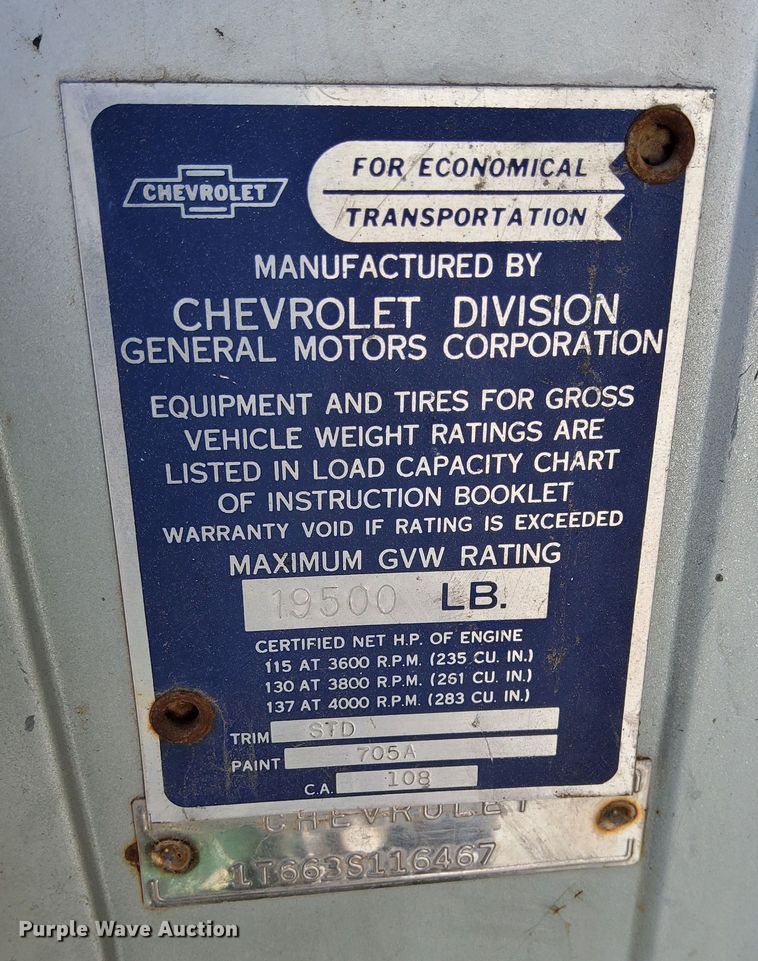 CHEVROLET
FOR ECONOMICAL
TRANSPORTATION
MANUFACTURED BY
CHEVROLET DIVISION
GENERAL MOTORS CORPORATION
EQUIPMENT AND TIRES FOR GROSS
VEHICLE WEIGHT RATINGS ARE
LISTED IN LOAD CAPACITY CHART
OF INSTRUCTION BOOKLET
WARRANTY VOID IF RATING IS EXCEEDED
MAXIMUM GVW RATING
19500 LB.
CERTIFIED NET H.P. OF ENGINE
115 AT 3600 R.P.M. (235 CU. IN.)
130 AT 3800 R.P.M. (261 CU. IN.)
137 AT 4000 R.P.M. (283 CU. IN.)
TRIM STD
PAINT 705A
C.A. 108
CHEVROLET
1T663S116467
Purple Wave Auction